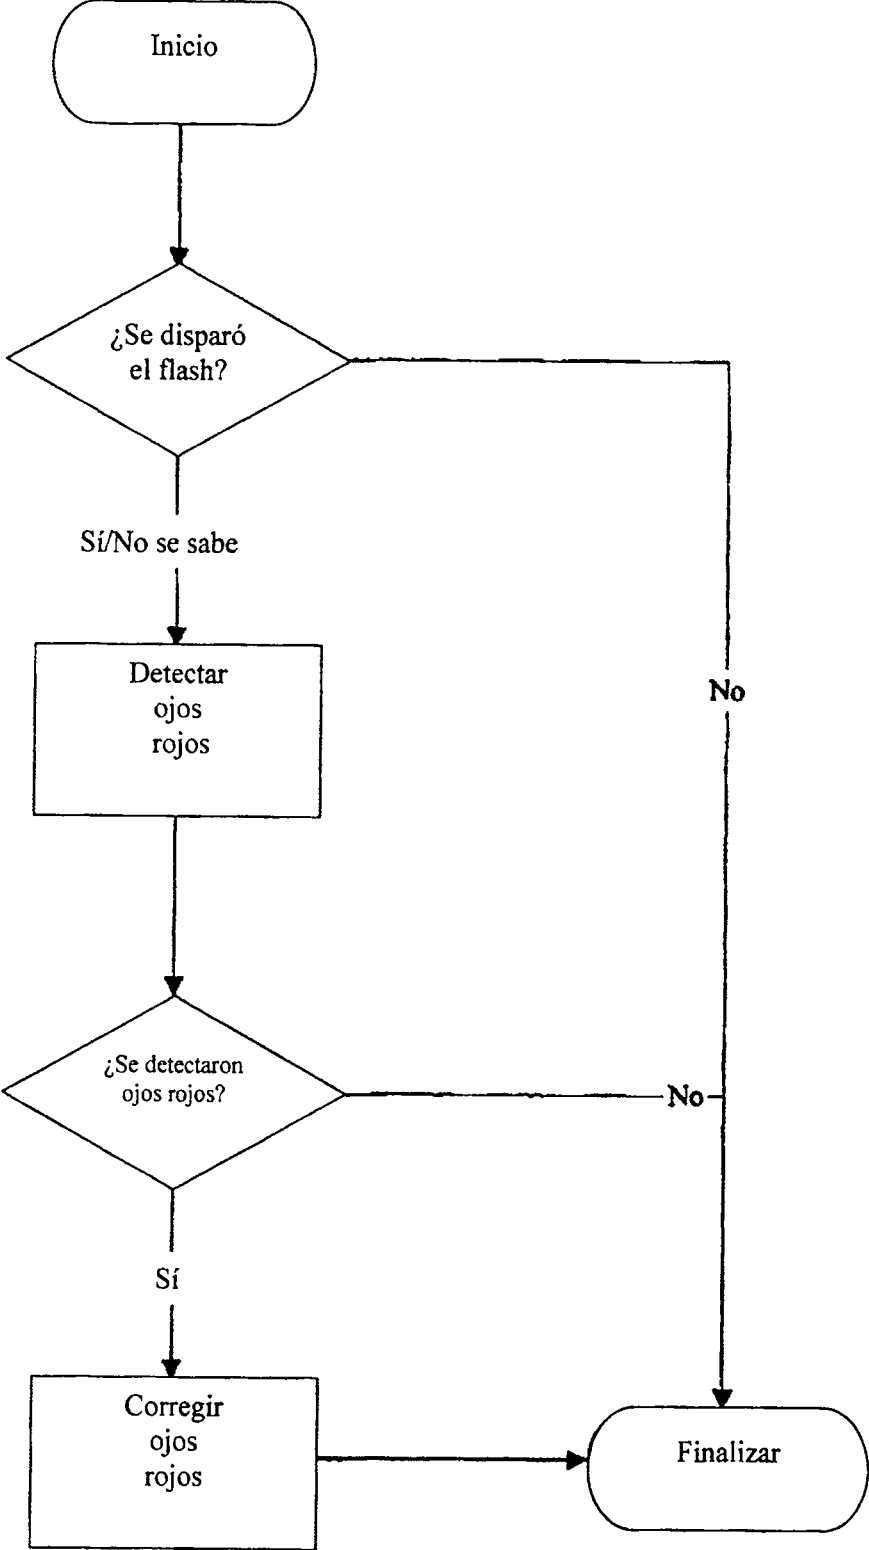 Inicio
¿Se disparó
el flash?
Sí/No se sabe
Detectar
ojos
rojos
No
¿Se detectaron
ojos rojos?
No
Sí
Corregir
ojos
rojos
Finalizar